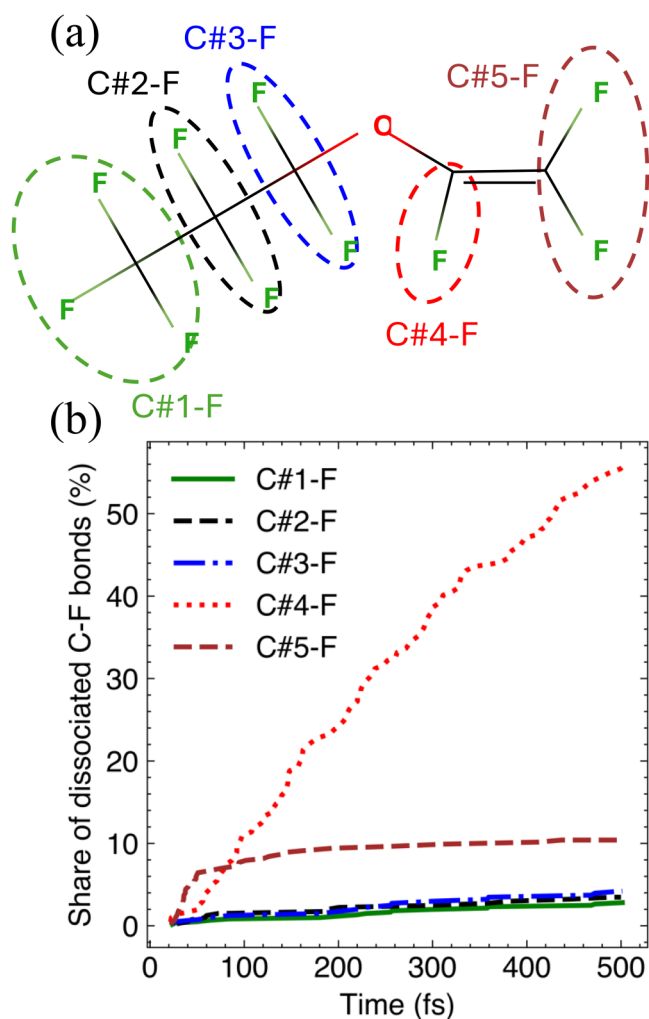 (a)
C#3-F
C#2-F
C#5-F
F
F
F
O
F
F
F
F
F
F
F
F
C#4-F
C#1-F
(b)
Share of dissociated C-F bonds (%)
50
40
30
20
10
0
C#1-F
C#2-F
C#3-F
C#4-F
C#5-F
0
100
200
300
400
500
Time (fs)